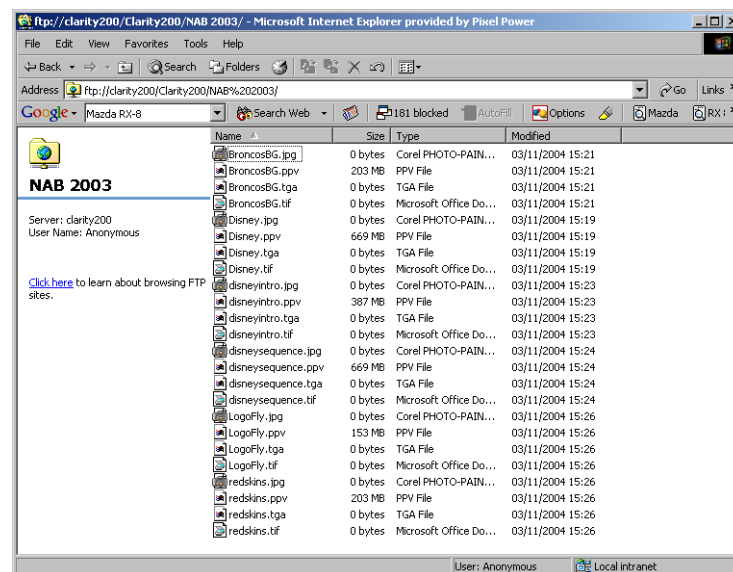 ftp://clarity200/Clarity200/NAB 2003/ - Microsoft Internet Explorer provided by Pixel Power
File Edit View Favorites Tools Help
Back Search Folders
Address ftp://clarity200/Clarity200/NAB%202003/ Go Links
Google Mazda RX-8 Search Web 181 blocked AutoFill Options Mazda RX
Name Size Type Modified
NAB 2003
Server: clarity200
User Name: Anonymous
Click here to learn about browsing FTP
sites.
BroncosBG.jpg 0 bytes Corel PHOTO-PAIN... 03/11/2004 15:21
BroncosBG.ppv 203 MB PPV File 03/11/2004 15:21
BroncosBG.tga 0 bytes TGA File 03/11/2004 15:21
BroncosBG.tif 0 bytes Microsoft Office Do... 03/11/2004 15:21
Disney.jpg 0 bytes Corel PHOTO-PAIN... 03/11/2004 15:19
Disney.ppv 669 MB PPV File 03/11/2004 15:19
Disney.tga 0 bytes TGA File 03/11/2004 15:19
Disney.tif 0 bytes Microsoft Office Do... 03/11/2004 15:19
disneyintro.jpg 0 bytes Corel PHOTO-PAIN... 03/11/2004 15:23
disneyintro.ppv 387 MB PPV File 03/11/2004 15:23
disneyintro.tga 0 bytes TGA File 03/11/2004 15:23
disneyintro.tif 0 bytes Microsoft Office Do... 03/11/2004 15:23
disneysequence.jpg 0 bytes Corel PHOTO-PAIN... 03/11/2004 15:24
disneysequence.ppv 669 MB PPV File 03/11/2004 15:24
disneysequence.tga 0 bytes TGA File 03/11/2004 15:24
disneysequence.tif 0 bytes Microsoft Office Do... 03/11/2004 15:24
LogoFly.jpg 0 bytes Corel PHOTO-PAIN... 03/11/2004 15:26
LogoFly.ppv 153 MB PPV File 03/11/2004 15:26
LogoFly.tga 0 bytes TGA File 03/11/2004 15:26
LogoFly.tif 0 bytes Microsoft Office Do... 03/11/2004 15:26
redskins.jpg 0 bytes Corel PHOTO-PAIN... 03/11/2004 15:26
redskins.ppv 203 MB PPV File 03/11/2004 15:26
redskins.tga 0 bytes TGA File 03/11/2004 15:26
redskins.tif 0 bytes Microsoft Office Do... 03/11/2004 15:26
User: Anonymous Local intranet